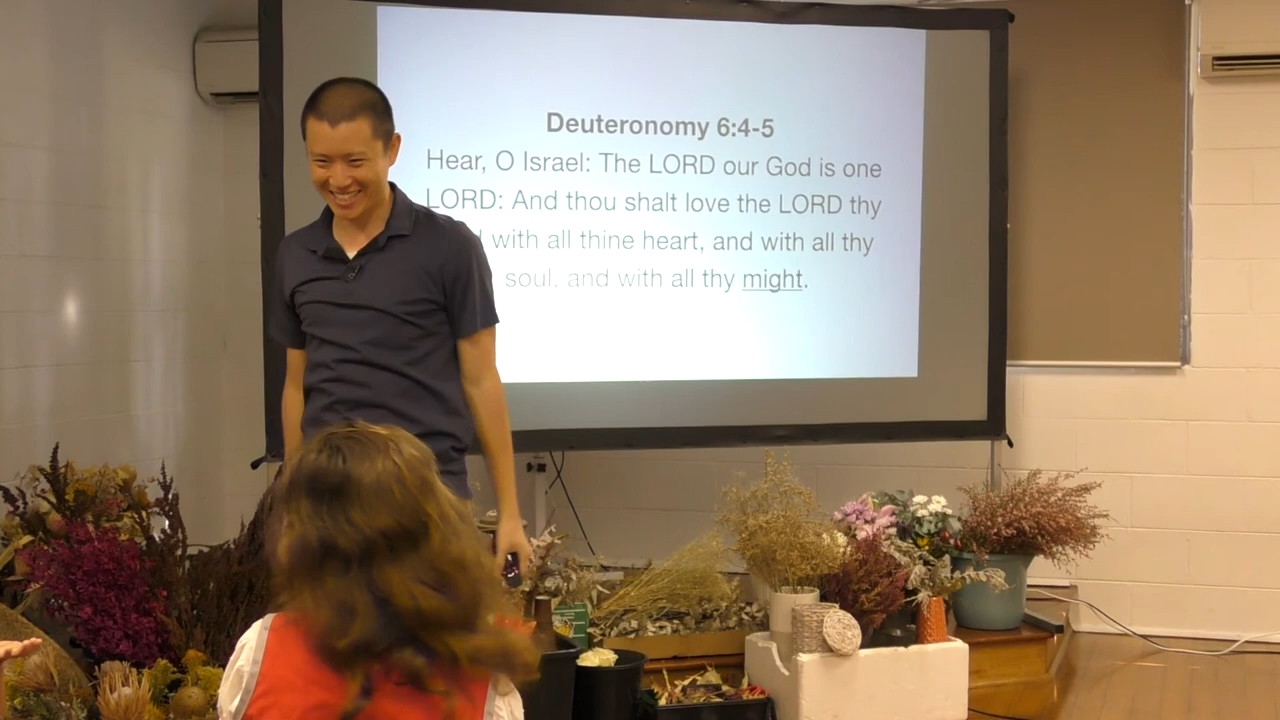 Deuteronomy 6:4-5
Hear, O Israel: The LORD our God is one
LORD: And thou shalt love the LORD thy
with all thine heart, and with all thy
soul. and with all thy might.